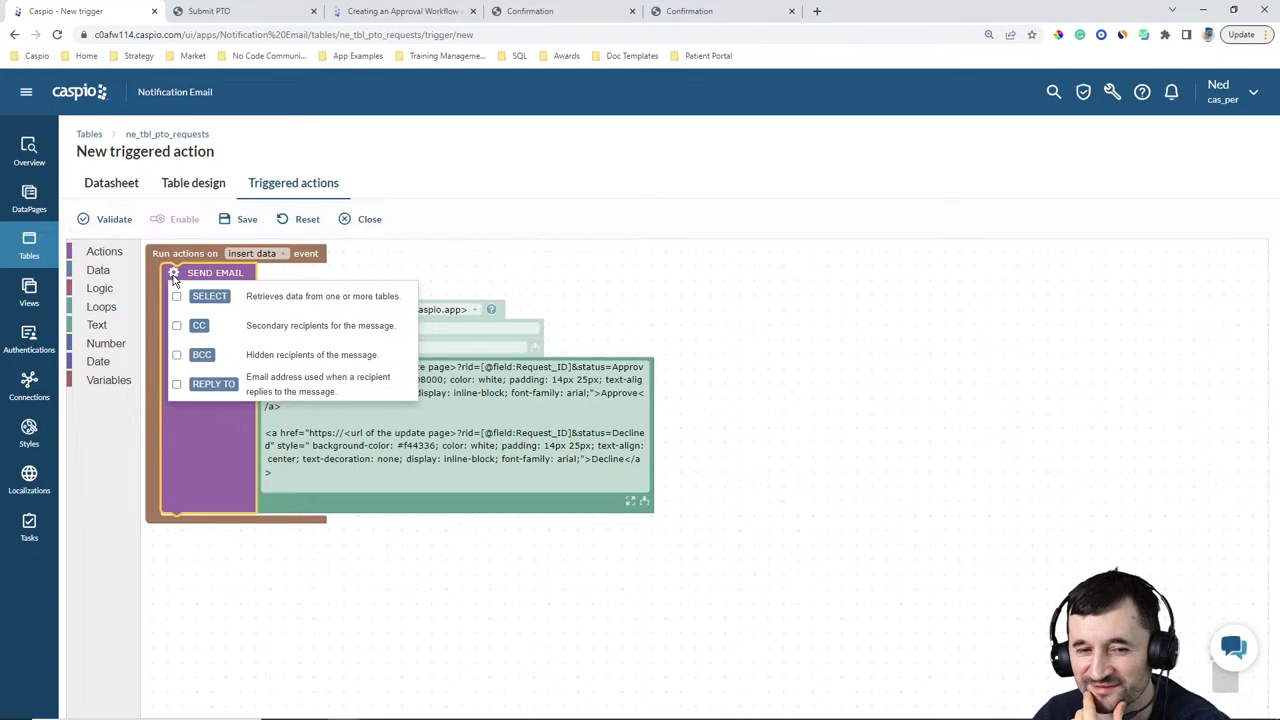 Caspio - New trigger
Submit PTO
Creating an Approval Workflow
Confirmation
Confirmation
c0afw114.caspio.com/ui/apps/Notification%20Email/tables/ne_tbl_pto_requests/trigger/new
Update
Caspio
Home
Strategy
Market
No Code Communi...
App Examples
Training Manageme...
SQL
Awards
Doc Templates
Patient Portal
caspio
Notification Email
Ned
cas_per
Tables > ne_tbl_pto_requests
New triggered action
Overview
DataPages
Tables
Views
Authentications
Connections
Styles
Localizations
Tasks
Datasheet
Table design
Triggered actions
Validate
Enable
Save
Reset
Close
Actions
Data
Logic
Loops
Text
Number
Date
Variables
Run actions on insert data event
SEND EMAIL
SELECT Retrieves data from one or more tables.
CC Secondary recipients for the message.
BCC Hidden recipients of the message.
REPLY TO Email address used when a recipient
replies to the message.
aspio.app>
page>?rid=[@field:Request_ID]&status=Approv
8000; color: white; padding: 14px 25px; text-alig
display: inline-block; font-family: arial;">Approve<
/a>
<a href="https://<url of the update page>?rid=[@field:Request_ID]&status=Decline
d" style=" background-color: #f44336; color: white; padding: 14px 25px; text-align:
center; text-decoration: none; display: inline-block; font-family: arial;">Decline</a
>